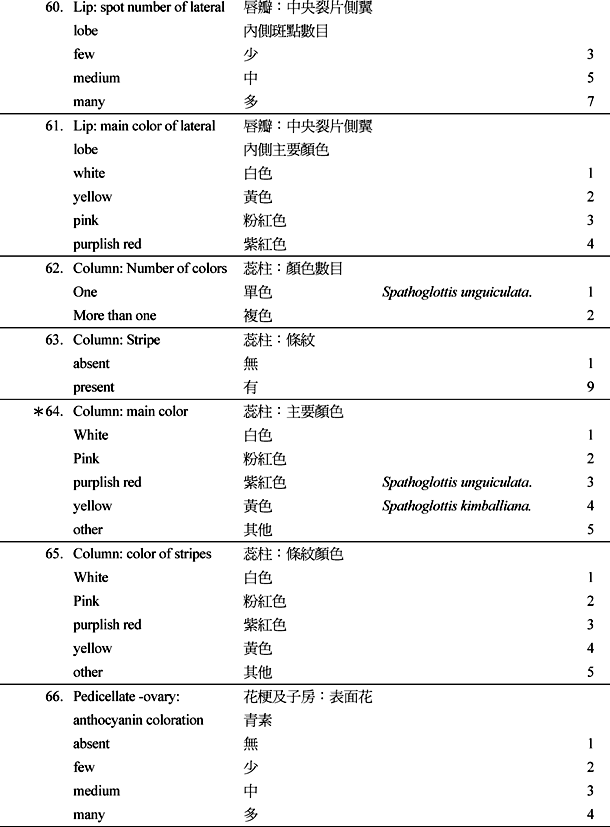 60. Lip: spot number of lateral 唇瓣：中央裂片側翼
lobe 內側斑點數目
few 少 3
medium 中 5
many 多 7
61. Lip: main color of lateral 唇瓣：中央裂片側翼
lobe 內側主要顏色
white 白色 1
yellow 黃色 2
pink 粉紅色 3
purplish red 紫紅色 4
62. Column: Number of colors 蕊柱：顏色數目
One 單色 Spathoglottis unguiculata. 1
More than one 複色 2
63. Column: Stripe 蕊柱：條紋
absent 無 1
present 有 9
＊64. Column: main color 蕊柱：主要顏色
White 白色 1
Pink 粉紅色 2
purplish red 紫紅色 Spathoglottis unguiculata. 3
yellow 黃色 Spathoglottis kimballiana. 4
other 其他 5
65. Column: color of stripes 蕊柱：條紋顏色
White 白色 1
Pink 粉紅色 2
purplish red 紫紅色 3
yellow 黃色 4
other 其他 5
66. Pedicellate -ovary: 花梗及子房：表面花
anthocyanin coloration 青素
absent 無 1
few 少 2
medium 中 3
many 多 4